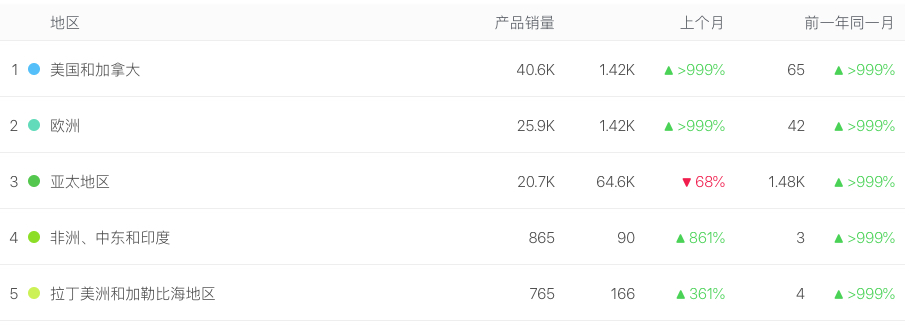 地区 产品销量 上个月 前一年同一月
1 美国和加拿大 40.6K 1.42K ▲ >999% 65 ▲ >999%
2 欧洲 25.9K 1.42K ▲ >999% 42 ▲ >999%
3 亚太地区 20.7K 64.6K ▼ 68% 1.48K ▲ >999%
4 非洲、中东和印度 865 90 ▲ 861% 3 ▲ >999%
5 拉丁美洲和加勒比海地区 765 166 ▲ 361% 4 ▲ >999%